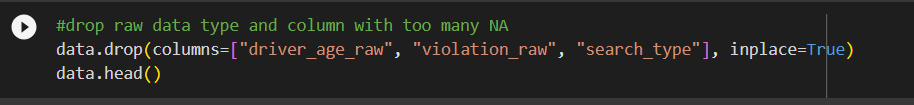 #drop raw data type and column with too many NA
data.drop(columns=["driver_age_raw", "violation_raw", "search_type"], inplace=True)
data.head()